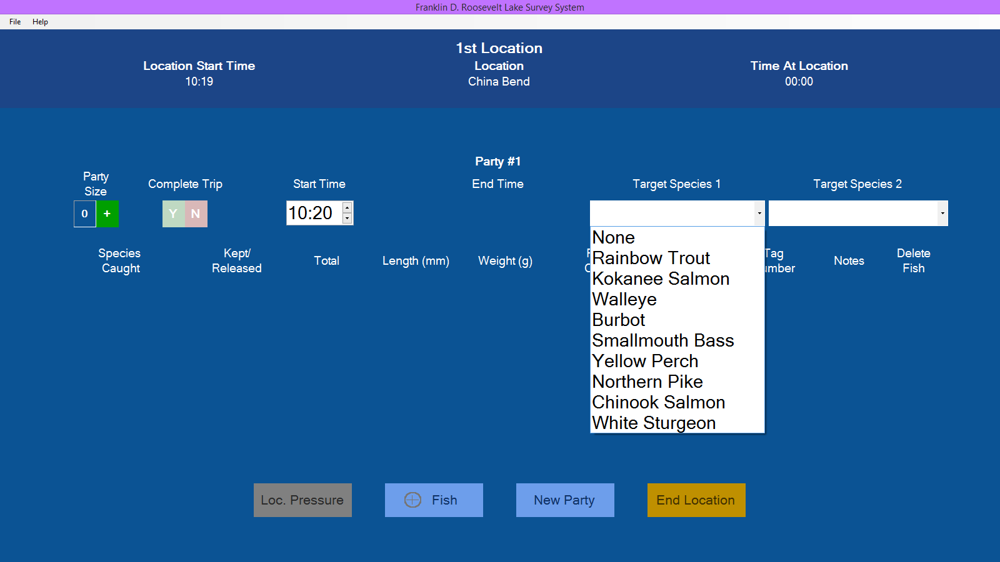 Franklin D. Roosevelt Lake Survey System
File Help
1st Location
Location Start Time Location Time At Location
10:19 China Bend 00:00
Party #1
Party
Size
Complete Trip Start Time End Time Target Species 1 Target Species 2
0 + Y N 10:20
Species
Caught
Kept/
Released
Total Length (mm) Weight (g)
Tag
Notes
Delete
Fish
None
Rainbow Trout
Kokanee Salmon
Walleye
Burbot
Smallmouth Bass
Yellow Perch
Northern Pike
Chinook Salmon
White Sturgeon
Loc. Pressure Fish New Party End Location